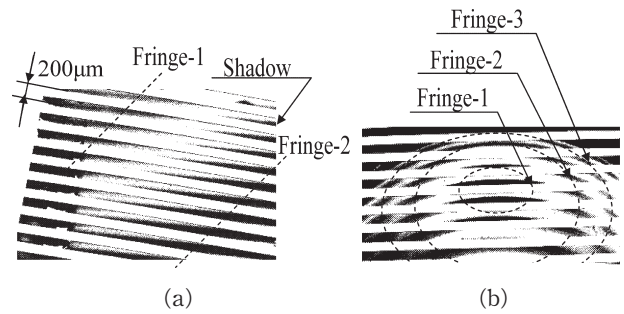 200μm
Fringe-1
Shadow
Fringe-2
Fringe-3
Fringe-2
Fringe-1
(a)
(b)